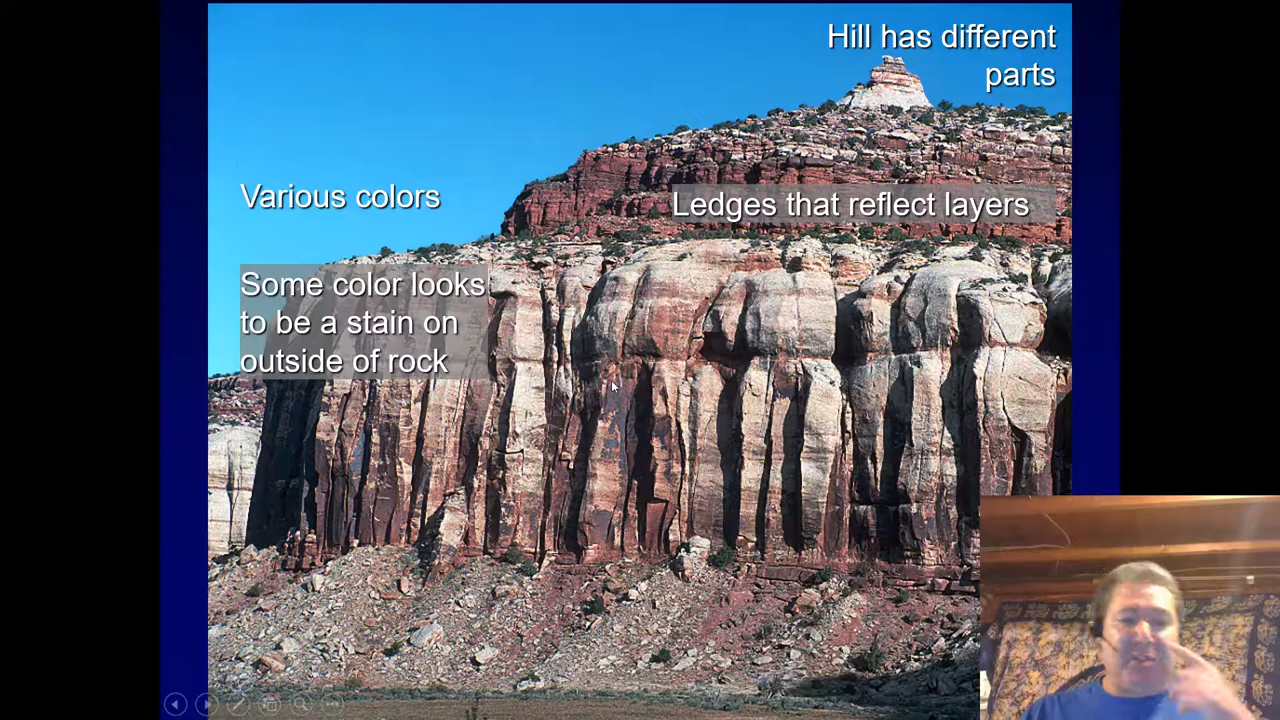 Hill has different
parts
Various colors
Ledges that reflect layers
Some color looks
to be a stain on
outside of rock